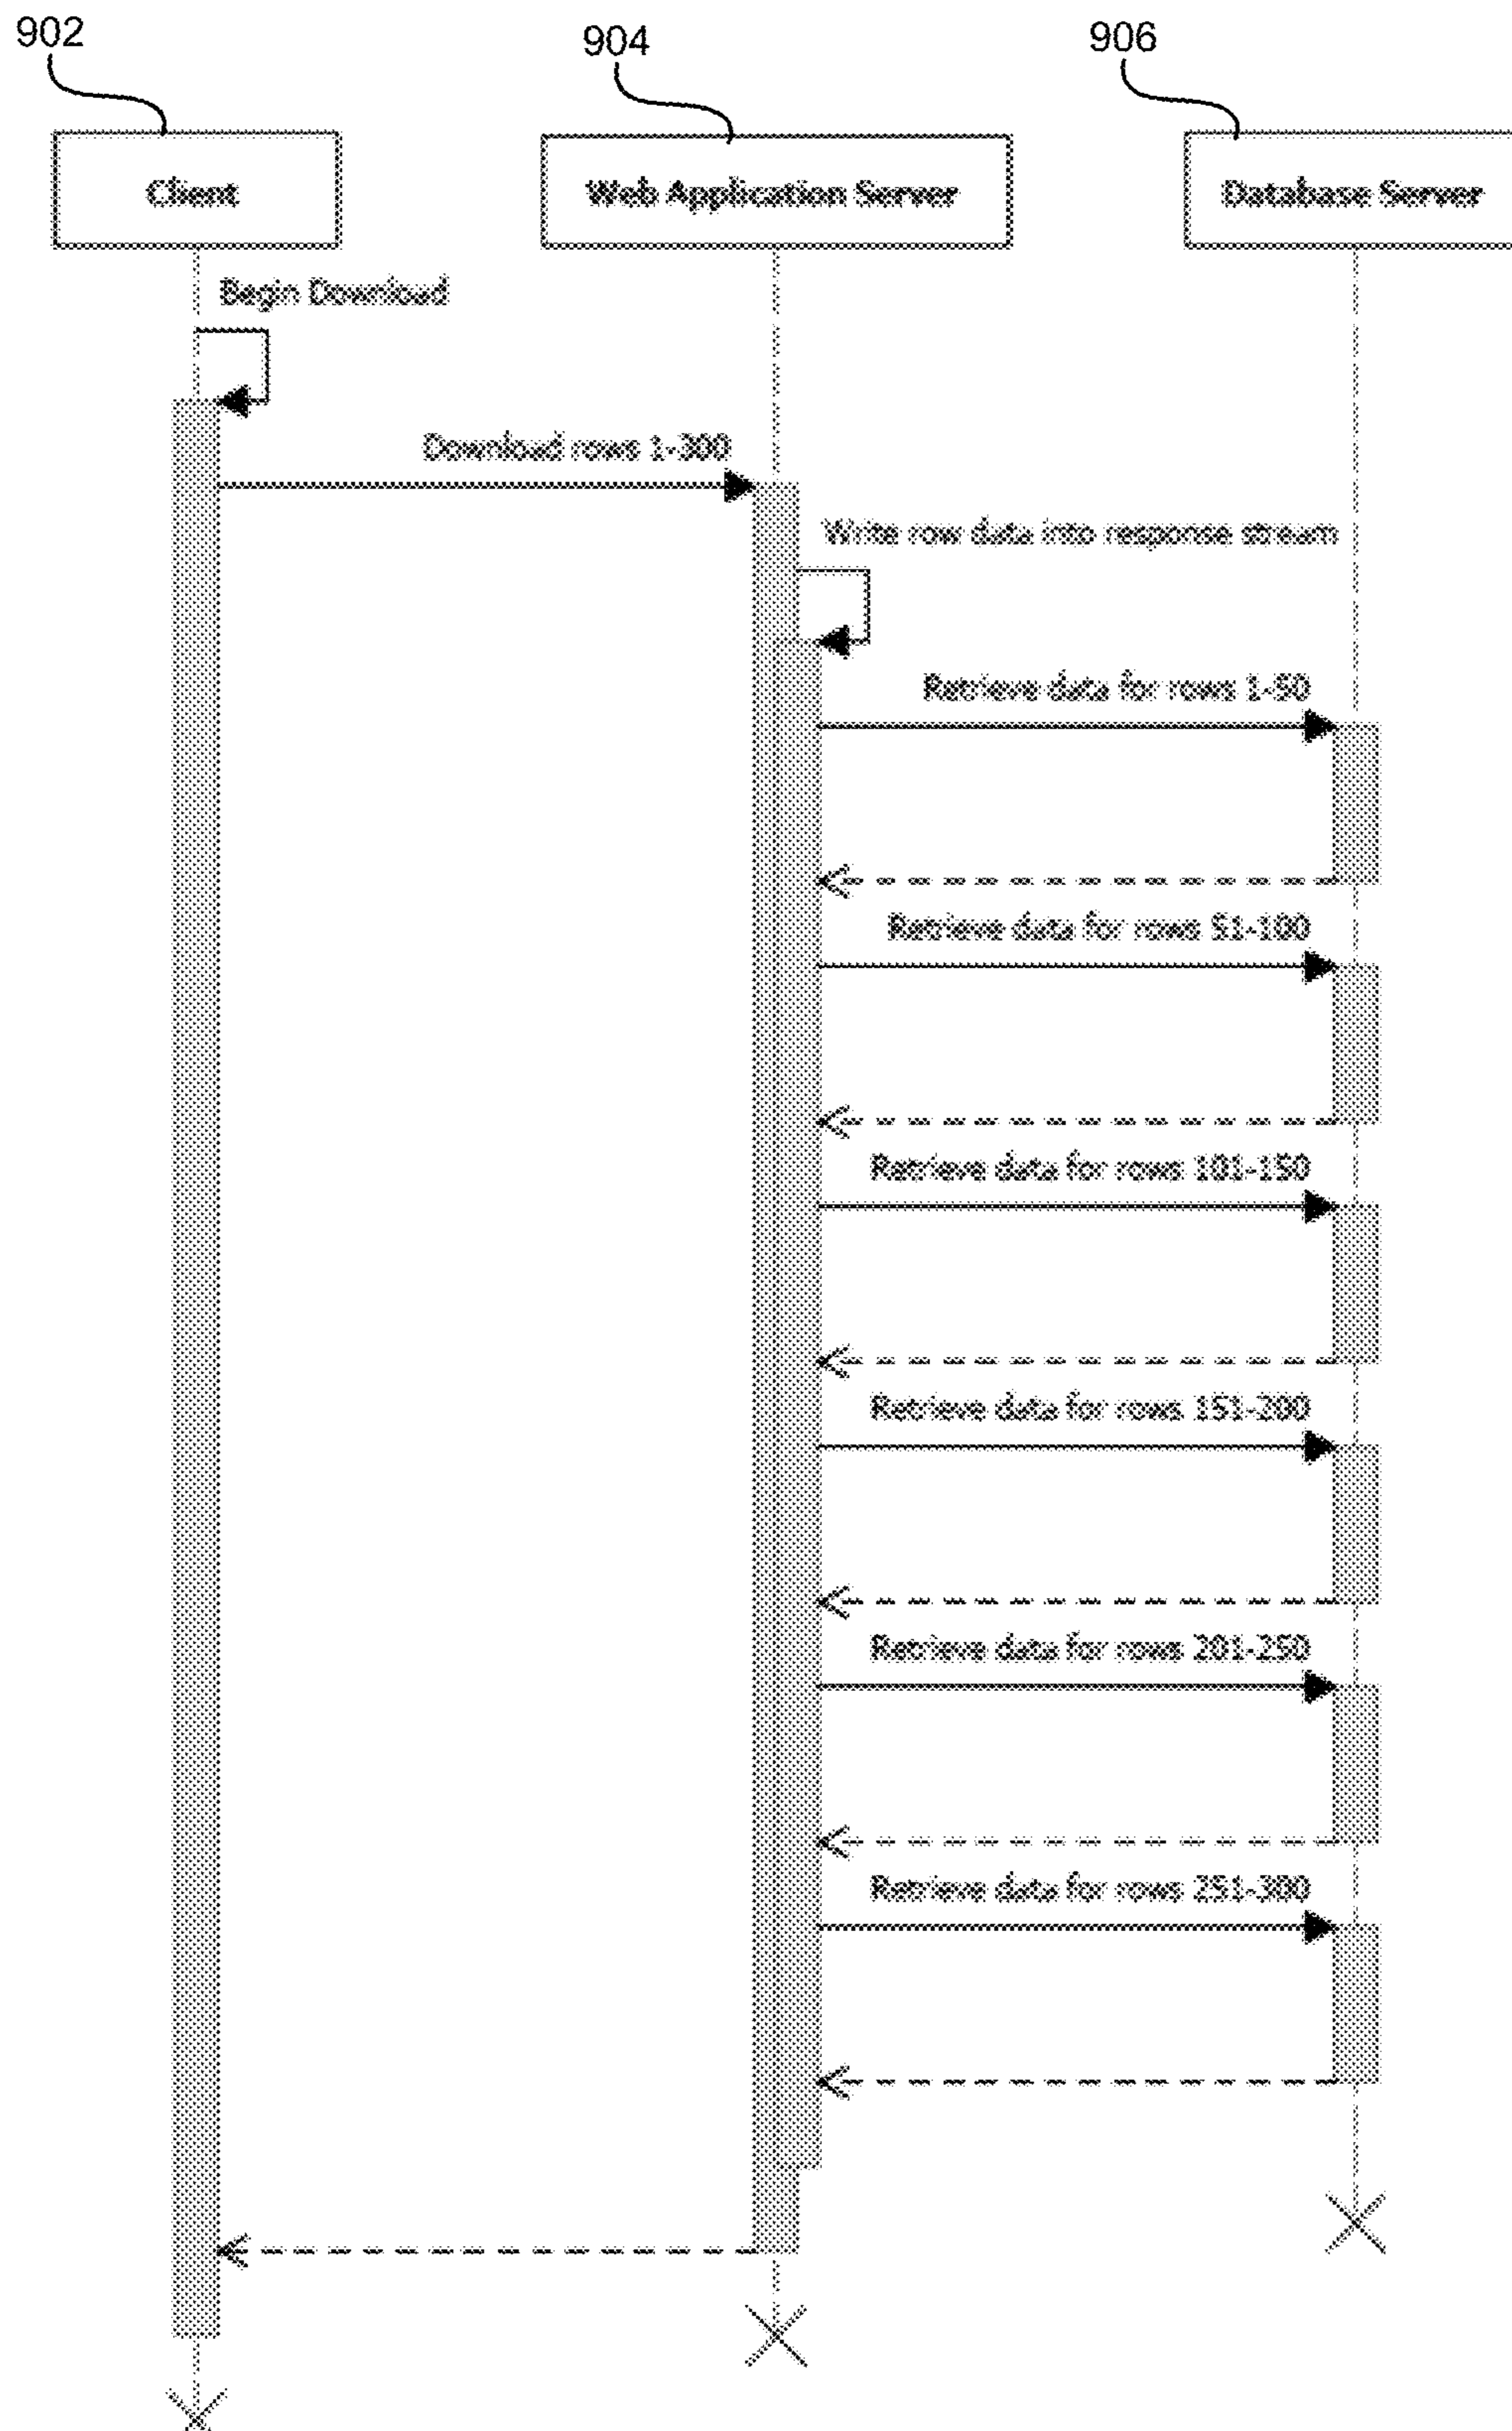 902
904
906
Client
Web Application Server
Database Server
Begin Download
Download rows 1-300
Write row data into response stream
Retrieve data for rows 1-50
Retrieve data for rows 51-100
Retrieve data for rows 101-150
Retrieve data for rows 151-200
Retrieve data for rows 201-250
Retrieve data for rows 251-300